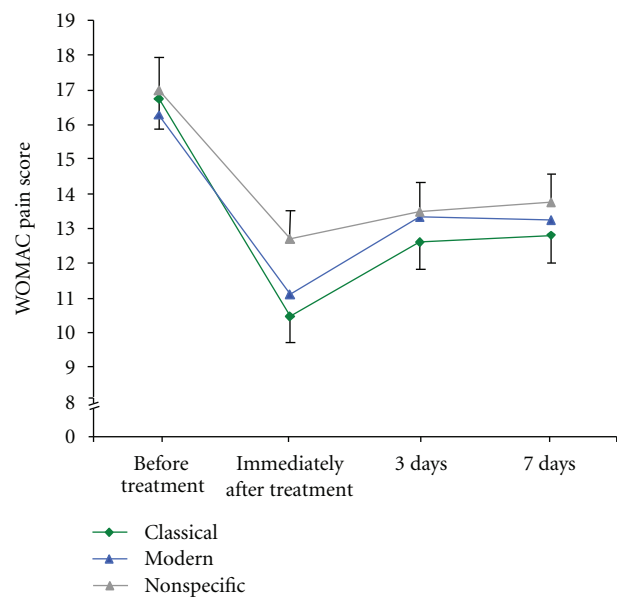 WOMAC pain score
19
18
17
16
15
14
13
12
11
10
9
8
0
Before
treatment
Immediately
after treatment
3 days
7 days
Classical
Modern
Nonspecific